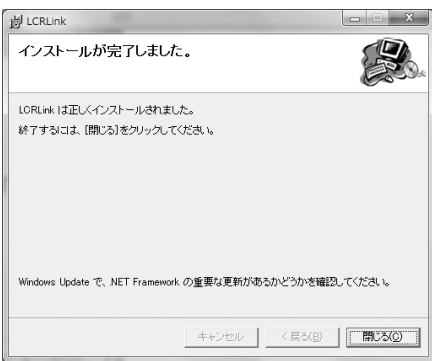 LCRLink
インストールが完了しました。
LCRLink は正しくインストールされました。
終了するには、[閉じる]をクリックしてください。
Windows Update で、.NET Framework の重要な更新があるかどうかを確認してください。
キャンセル
< 戻る(B)
閉じる(C)